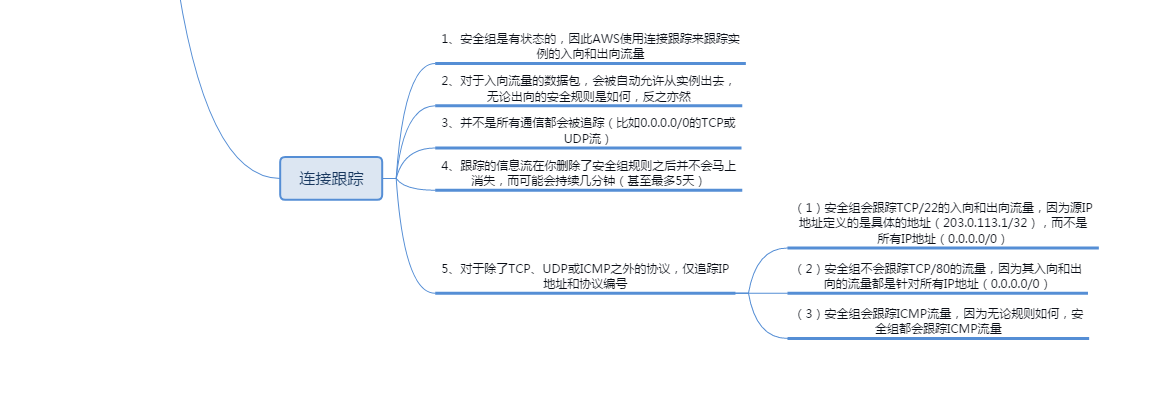 1、安全组是有状态的，因此AWS使用连接跟踪来跟踪实
例的入向和出向流量
2、对于入向流量的数据包，会被自动允许从实例出去，
无论出向的安全规则是如何，反之亦然
3、并不是所有通信都会被追踪（比如0.0.0.0/0的TCP或
UDP流）
连接跟踪
4、跟踪的信息流在你删除了安全组规则之后并不会马上
消失，而可能会持续几分钟（甚至最多5天）
5、对于除了TCP、UDP或ICMP之外的协议，仅追踪IP
地址和协议编号
（1）安全组会跟踪TCP/22的入向和出向流量，因为源IP
地址定义的是具体的地址（203.0.113.1/32），而不是
所有IP地址（0.0.0.0/0）
（2）安全组不会跟踪TCP/80的流量，因为其入向和出
向的流量都是针对所有IP地址（0.0.0.0/0）
（3）安全组会跟踪ICMP流量，因为无论规则如何，安
全组都会跟踪ICMP流量